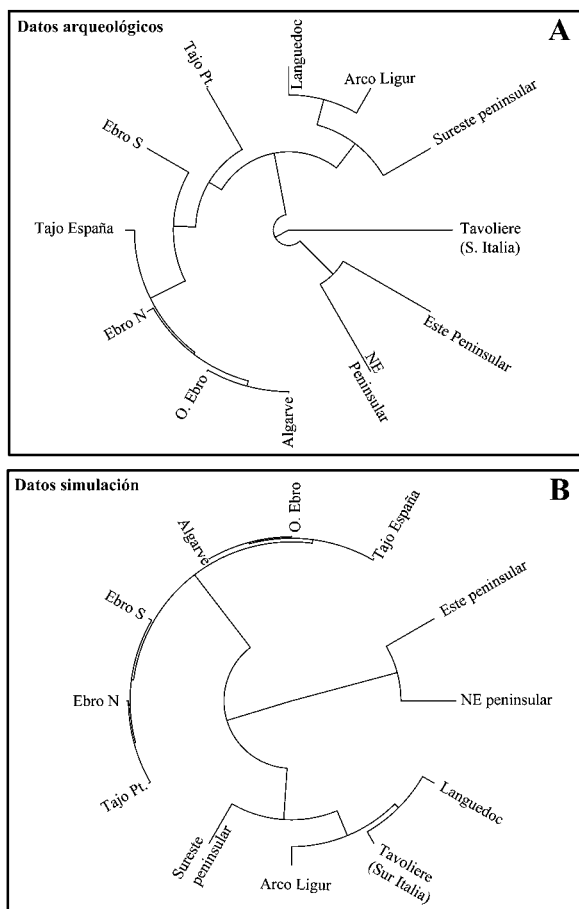 Datos arqueológicos
A
Languedoc
Arco Ligur
Tajo Pt.
Sureste peninsular
Ebro S
Tajo España
Tavoliere
(S. Italia)
Ebro N
Este Peninsular
NE
Peninsular
O. Ebro
Algarve
Datos simulación
B
O. Ebro
Algarve
Tajo España
Este peninsular
Ebro S
Ebro N
NE peninsular
Tajo Pt.
Languedoc
Sureste
peninsular
Tavoliere
(Sur Italia)
Arco Ligur